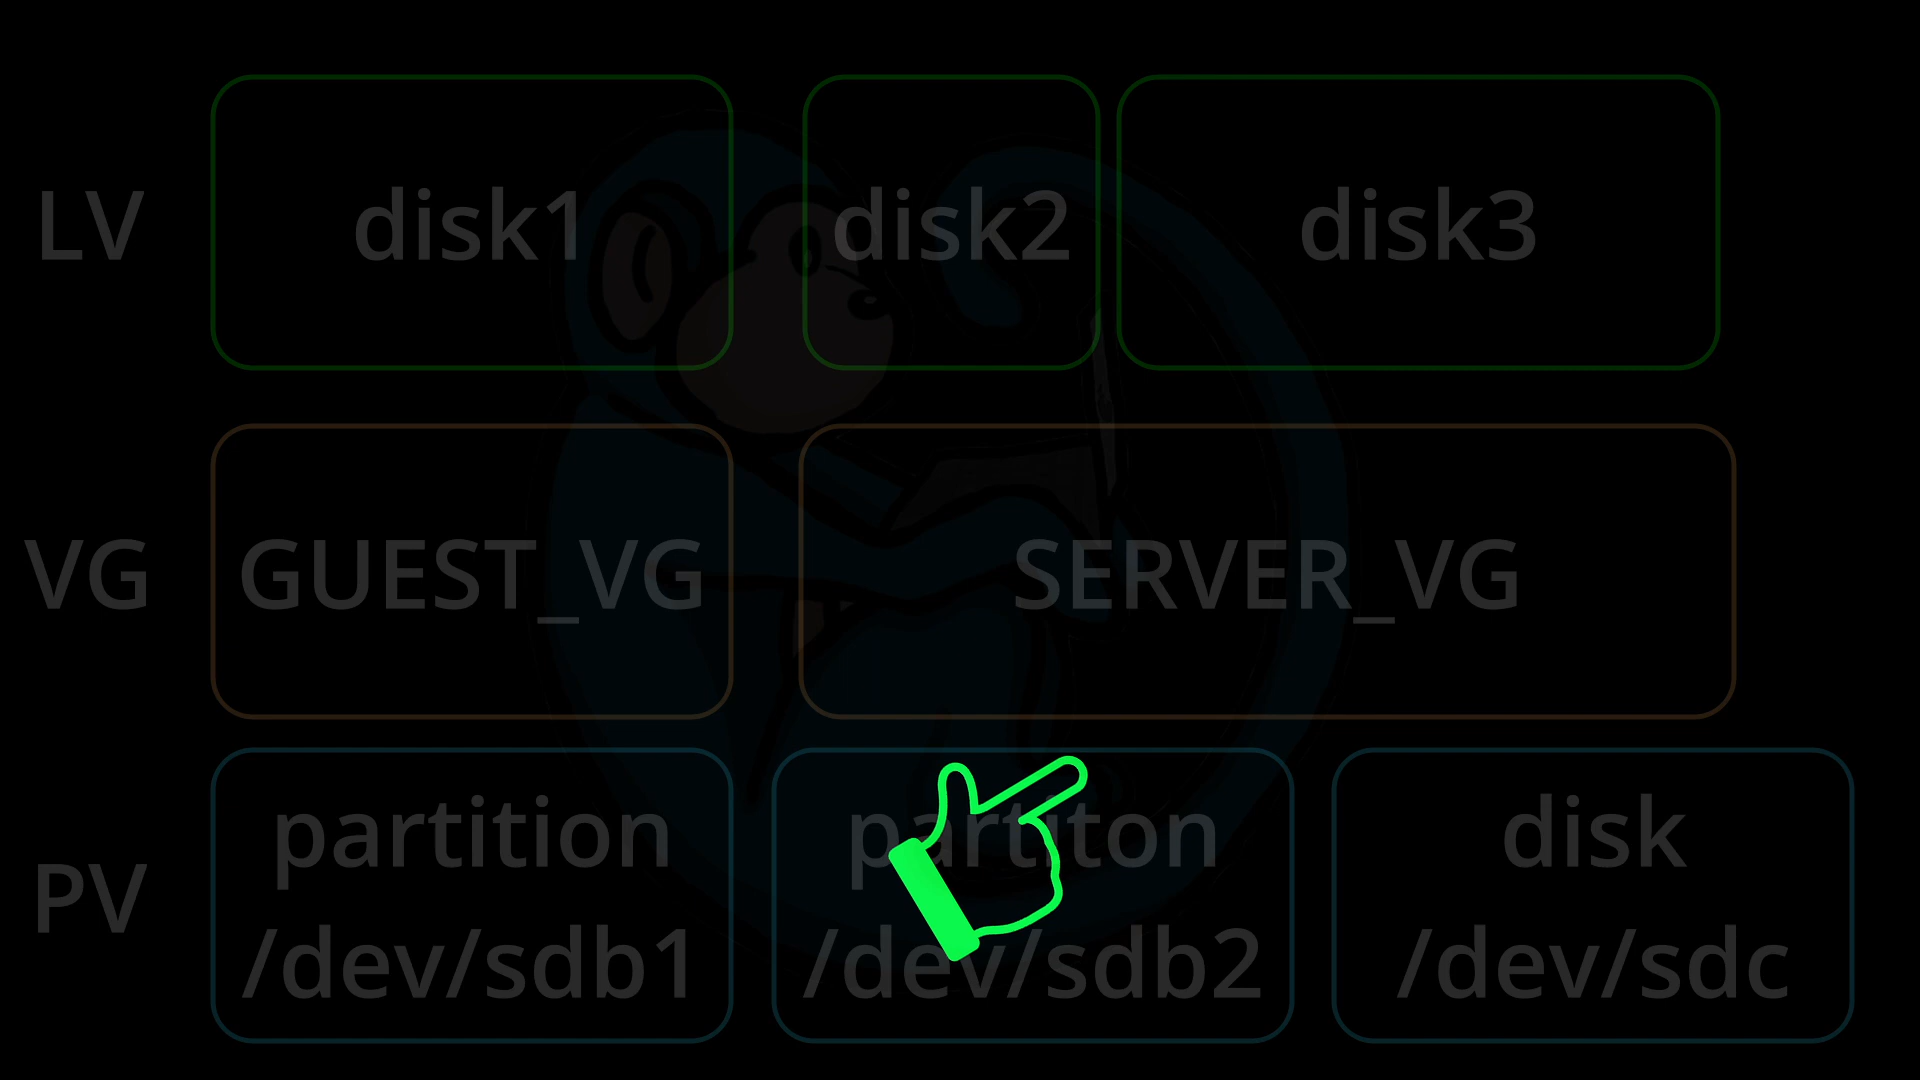 LV disk1 disk2 disk3
VG GUEST_VG SERVER_VG
PV
partition partiton disk
/dev/sdb1 /dev/sdb2 /dev/sdc